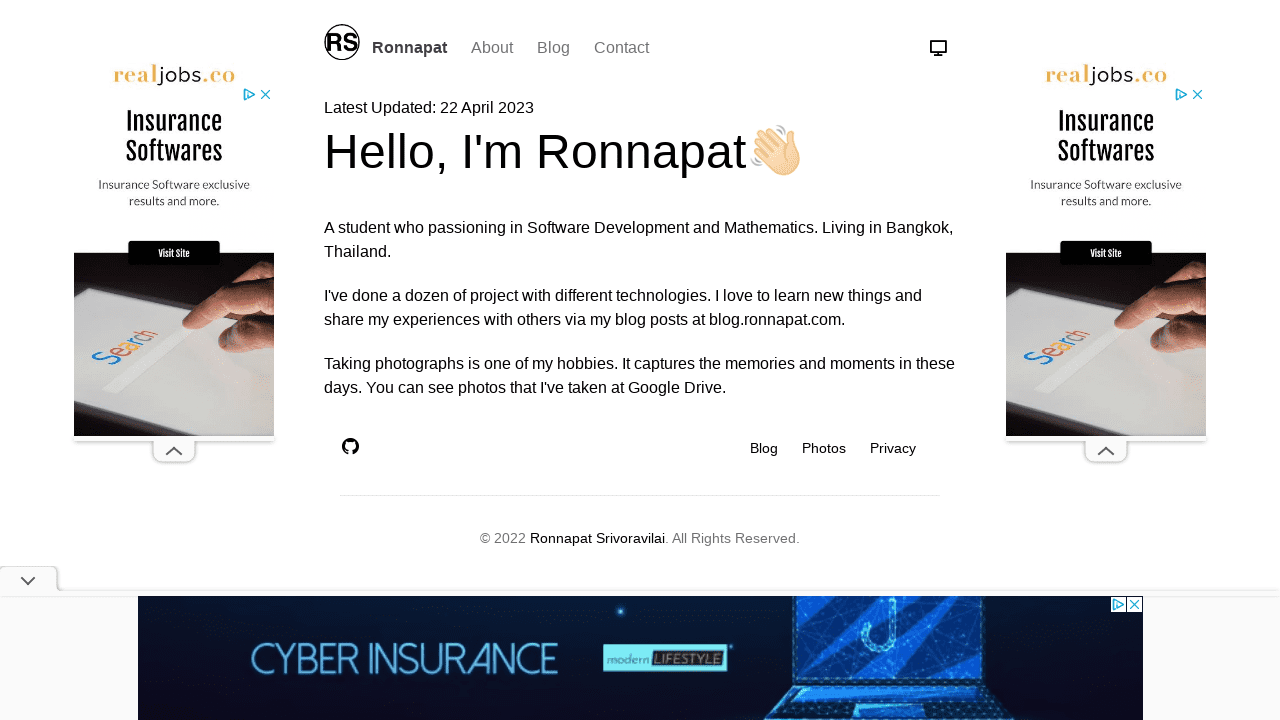 RS Ronnapat About Blog Contact
Latest Updated: 22 April 2023
Hello, I'm Ronnapat
A student who passioning in Software Development and Mathematics. Living in Bangkok,
Thailand.
I've done a dozen of project with different technologies. I love to learn new things and
share my experiences with others via my blog posts at blog.ronnapat.com.
Taking photographs is one of my hobbies. It captures the memories and moments in these
days. You can see photos that I've taken at Google Drive.
Blog Photos Privacy
© 2022 Ronnapat Srivoravilai. All Rights Reserved.
realjobs.co
Insurance
Softwares
Insurance Software exclusive
results and more.
Visit Site
Search
realjobs.co
Insurance
Softwares
Insurance Software exclusive
results and more.
Visit Site
Search
CYBER INSURANCE modern LIFESTYLE